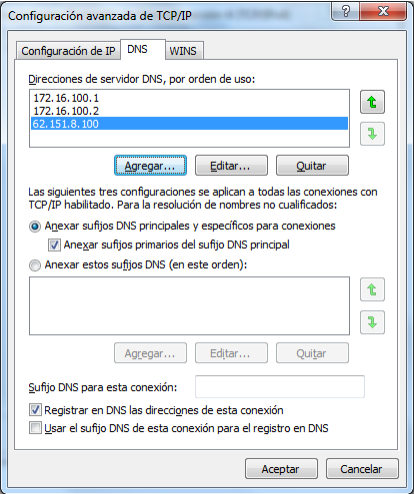 Configuración avanzada de TCP/IP
Configuración de IP DNS WINS
Direcciones de servidor DNS, por orden de uso:
172.16.100.1
172.16.100.2
62.151.8.100
Agregar... Editar... Quitar
Las siguientes tres configuraciones se aplican a todas las conexiones con
TCP/IP habilitado. Para la resolución de nombres no cualificados:
Anexar sufijos DNS principales y específicos para conexiones
Anexar sufijos primarios del sufijo DNS principal
Anexar estos sufijos DNS (en este orden):
Agregar... Editar... Quitar
Sufijo DNS para esta conexión:
Registrar en DNS las direcciones de esta conexión
Usar el sufijo DNS de esta conexión para el registro en DNS
Aceptar Cancelar